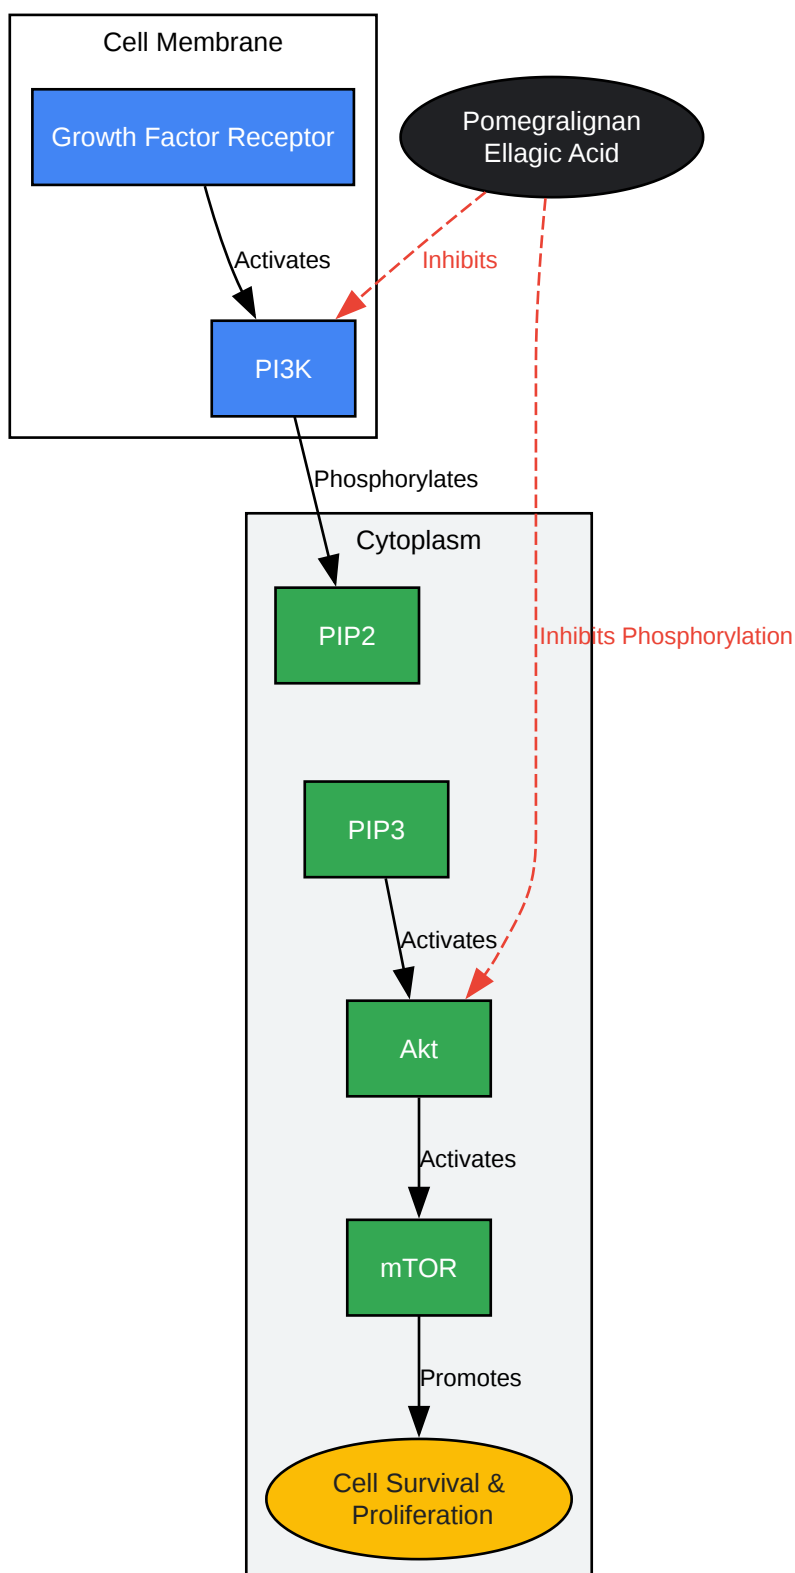 Cell Membrane
Growth Factor Receptor
Pomegralignan
Ellagic Acid
Activates
Inhibits
PI3K
Phosphorylates
Cytoplasm
PIP2
Inhibits Phosphorylation
PIP3
Activates
Akt
Activates
mTOR
Promotes
Cell Survival &
Proliferation